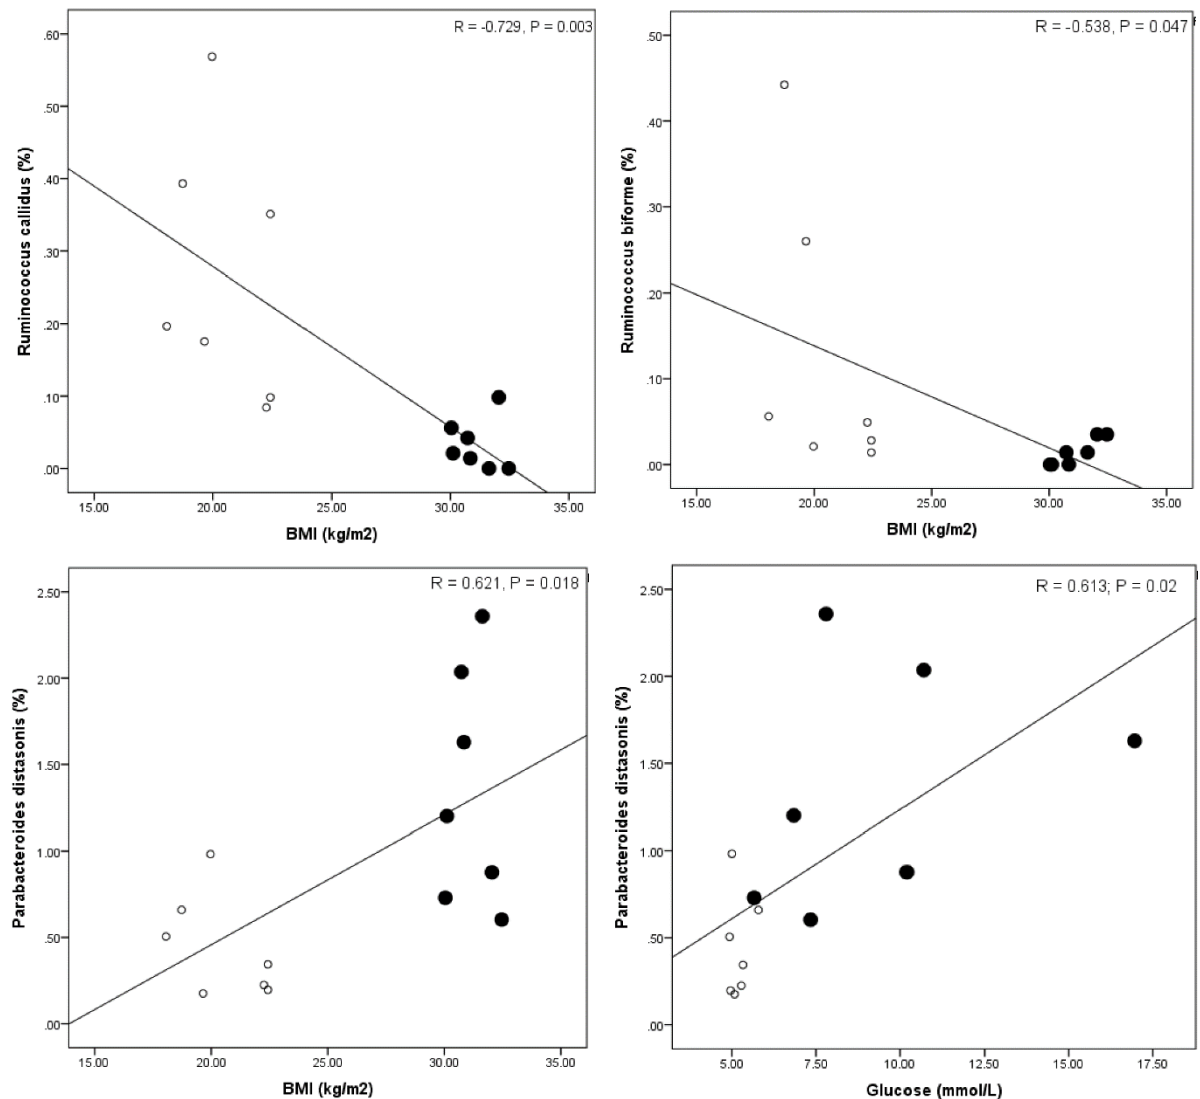 R = -0.729, P = 0.003
.60
.50
.40
.30
.20
.10
.00
Ruminococcus callidus (%)
15.00 20.00 25.00 30.00 35.00
BMI (kg/m2)
R = -0.538, P = 0.047
.50
.40
.30
.20
.10
.00
Ruminococcus biforme (%)
15.00 20.00 25.00 30.00 35.00
BMI (kg/m2)
R = 0.621, P = 0.018
2.50
2.00
1.50
1.00
.50
.00
Parabacteroides distasonis (%)
15.00 20.00 25.00 30.00 35.00
BMI (kg/m2)
R = 0.613; P = 0.02
2.50
2.00
1.50
1.00
.50
.00
Parabacteroides distasonis (%)
5.00 7.50 10.00 12.50 15.00 17.50
Glucose (mmol/L)